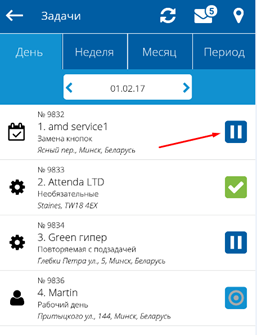 Задачи
5
День Неделя Месяц Период
01.02.17
№ 9832
1. amd service1
Замена кнопок
Ясный пер., Минск, Беларусь
№ 9833
2. Attenda LTD
Необязательные
Staines, TW18 4EX
№ 9834
3. Green гипер
Повторяемая с подзадачей
Глебки Петра ул., 5, Минск, Беларусь
№ 9836
4. Martin
Рабочий день
Притыцкого ул., 144, Минск, Беларусь